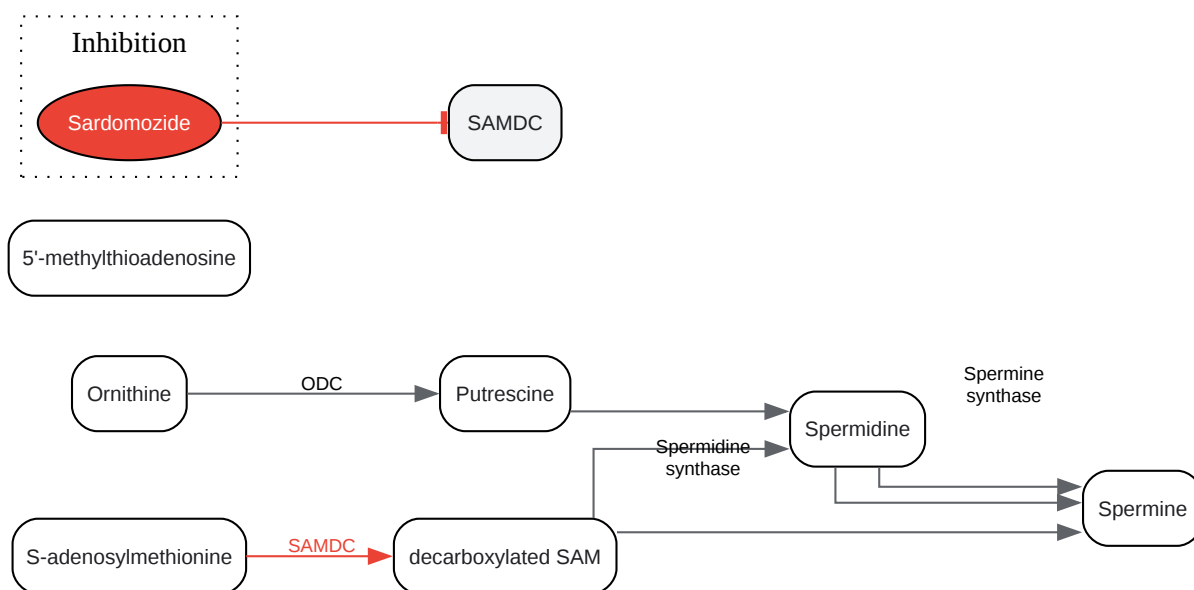 Inhibition
Sardomozide
SAMDC
5'-methylthioadenosine
Ornithine
ODC
Putrescine
Spermidine
Spermine
synthase
Spermidine
synthase
Spermine
S-adenosylmethionine
SAMDC
decarboxylated SAM